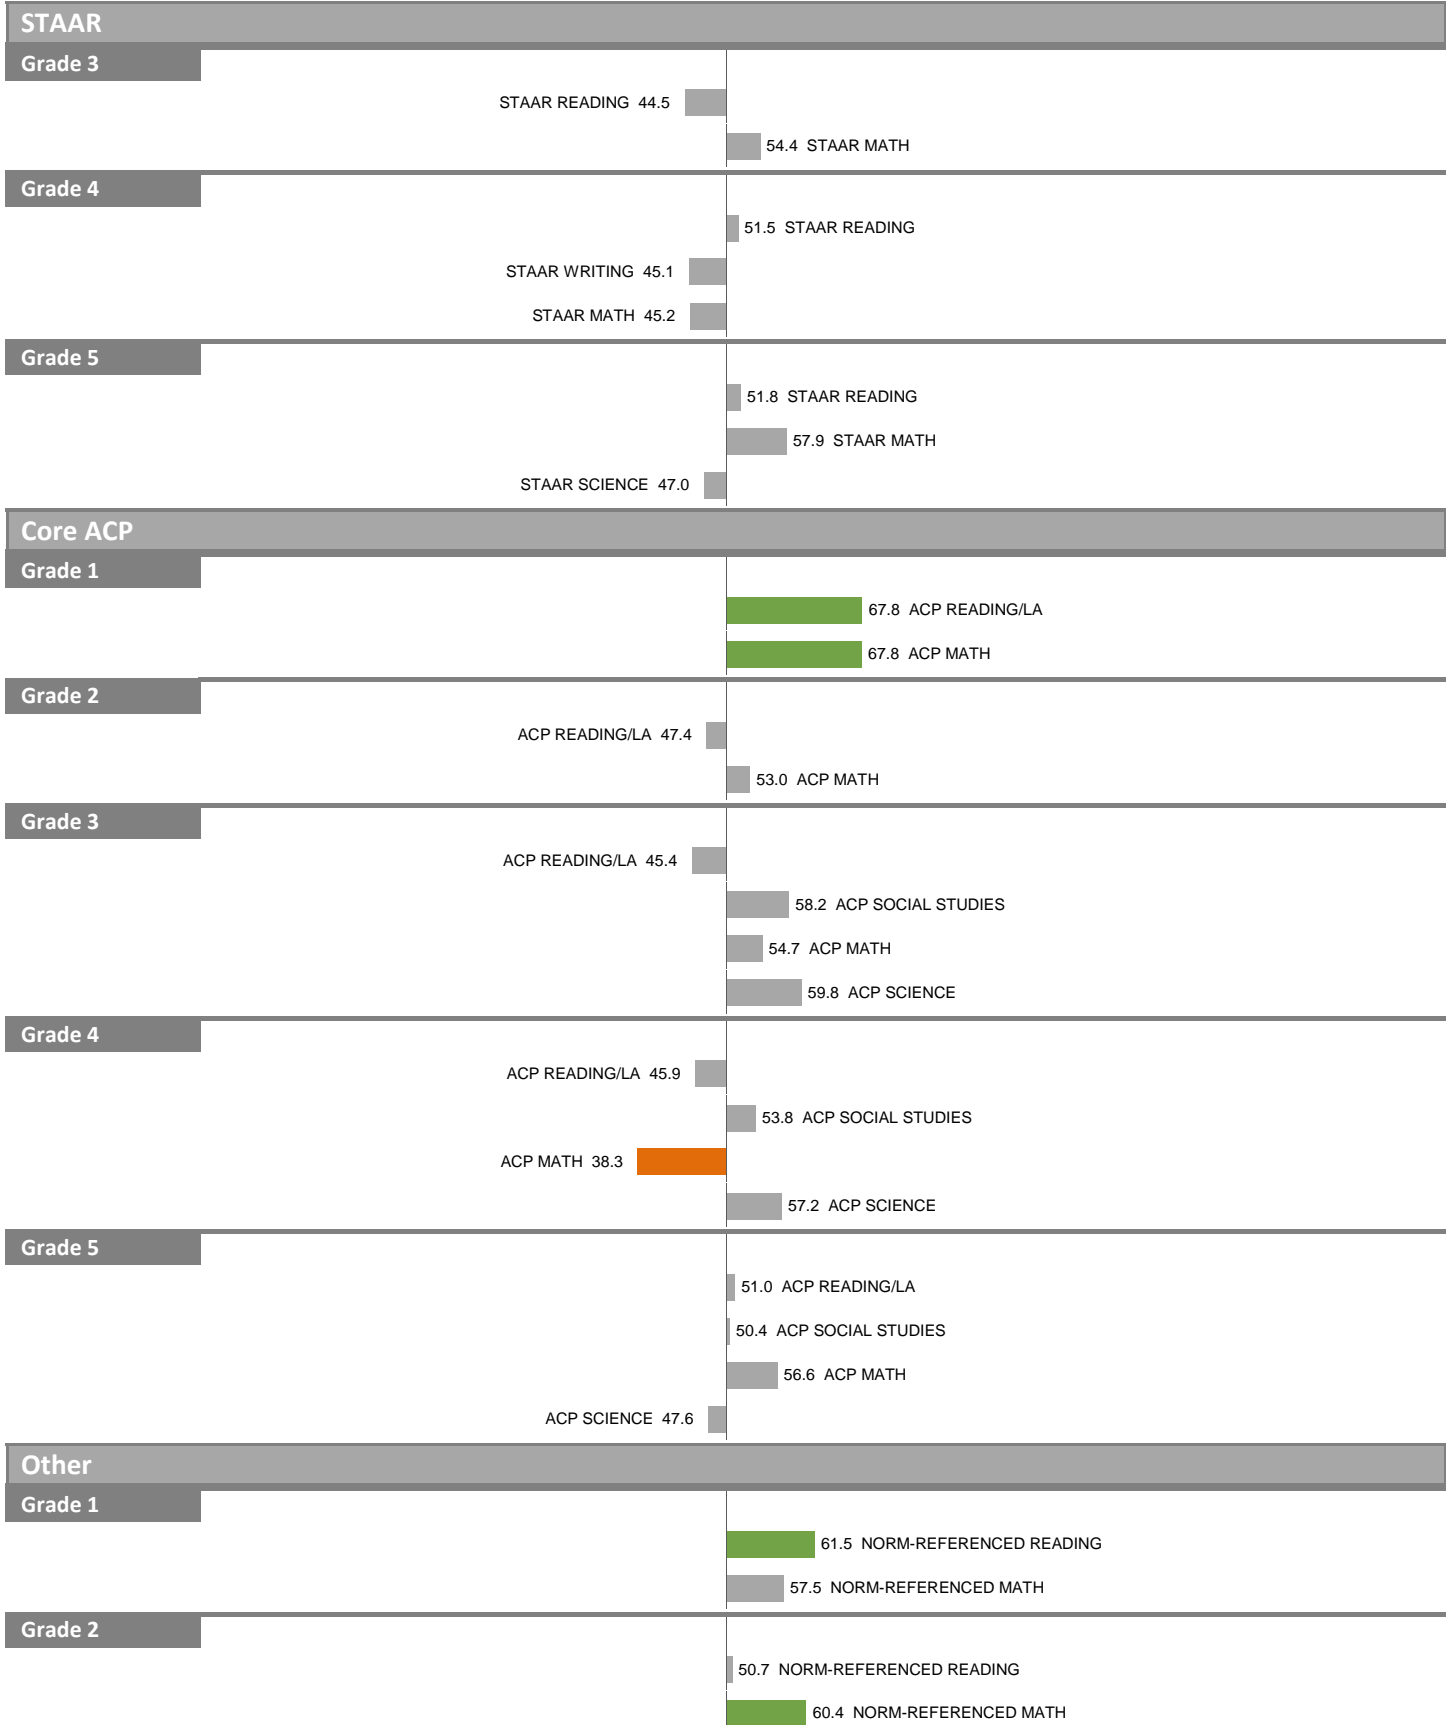 STAAR
Grade 3
STAAR READING 44.5
54.4 STAAR MATH
Grade 4
51.5 STAAR READING
STAAR WRITING 45.1
STAAR MATH 45.2
Grade 5
51.8 STAAR READING
57.9 STAAR MATH
STAAR SCIENCE 47.0
Core ACP
Grade 1
67.8 ACP READING/LA
67.8 ACP MATH
Grade 2
ACP READING/LA 47.4
53.0 ACP MATH
Grade 3
ACP READING/LA 45.4
58.2 ACP SOCIAL STUDIES
54.7 ACP MATH
59.8 ACP SCIENCE
Grade 4
ACP READING/LA 45.9
53.8 ACP SOCIAL STUDIES
ACP MATH 38.3
57.2 ACP SCIENCE
Grade 5
51.0 ACP READING/LA
50.4 ACP SOCIAL STUDIES
56.6 ACP MATH
ACP SCIENCE 47.6
Other
Grade 1
61.5 NORM-REFERENCED READING
57.5 NORM-REFERENCED MATH
Grade 2
50.7 NORM-REFERENCED READING
60.4 NORM-REFERENCED MATH